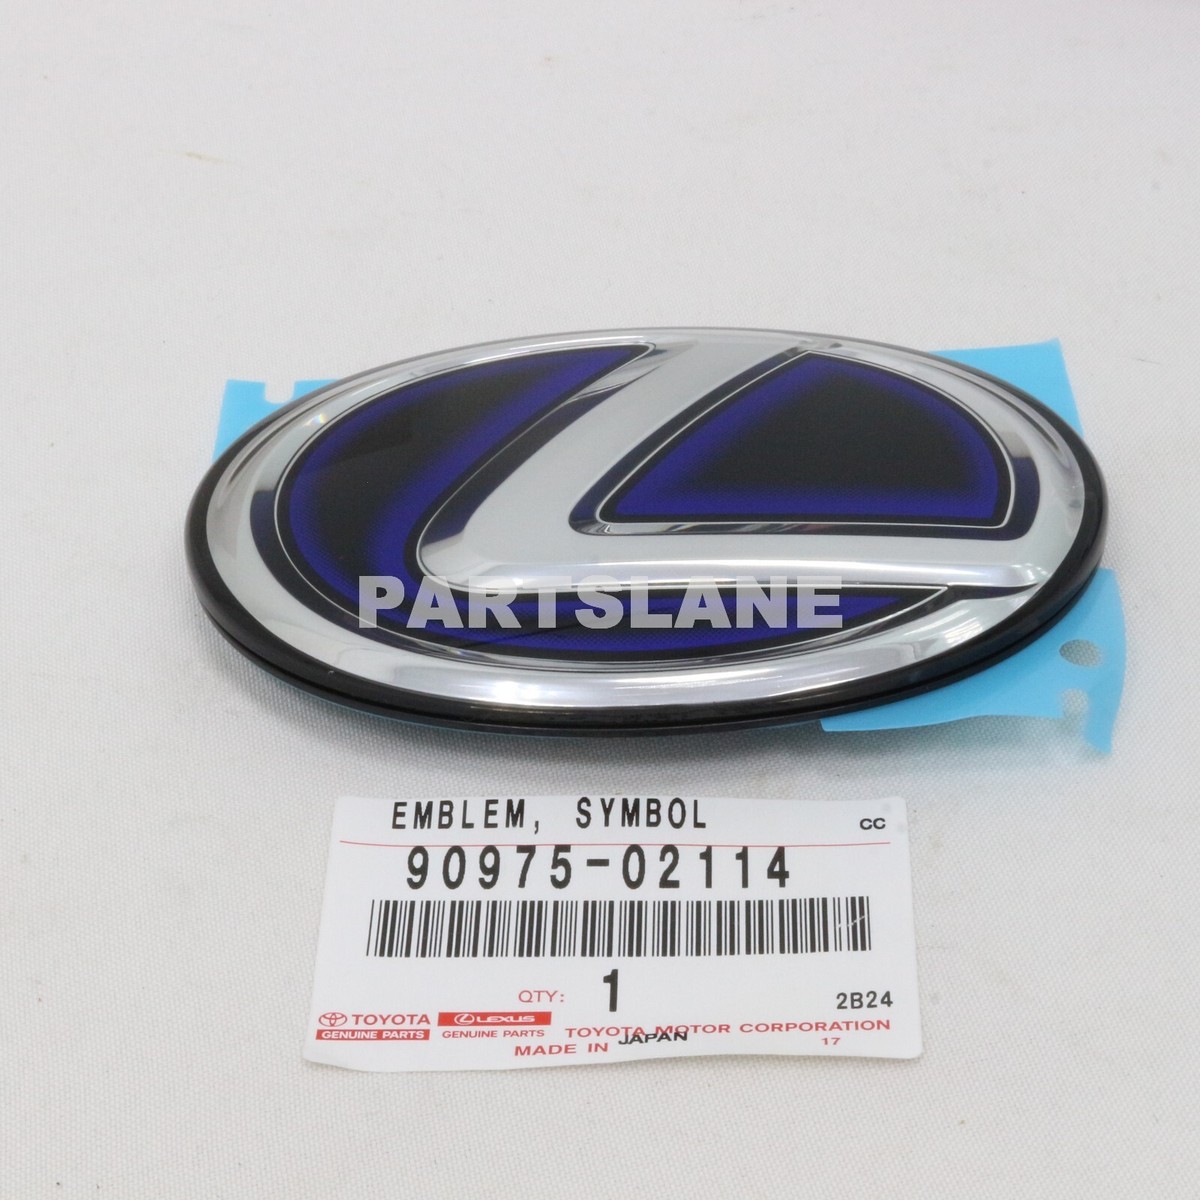 PARTSLANE
EMBLEM, SYMBOL
CC
90975-02114
QTY: 1
2B24
TOYOTA
GENUINE PARTS
LEXUS
GENUINE PARTS
TOYOTA MOTOR CORPORATION
MADE IN JAPAN
17